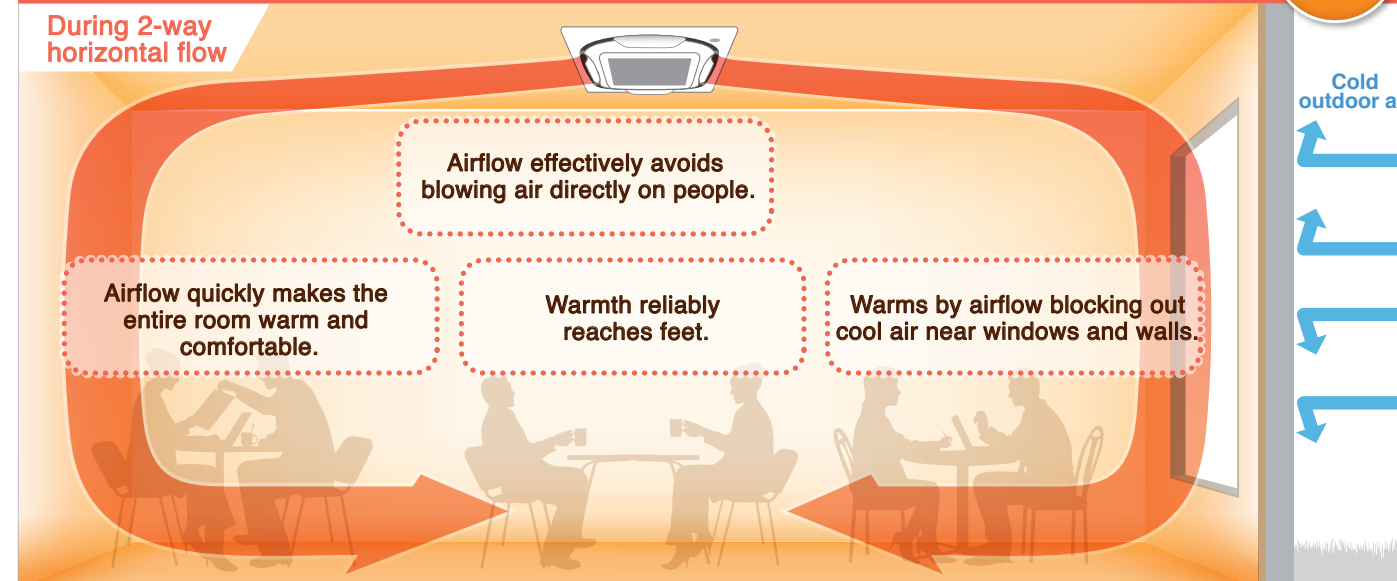 During 2-way
horizontal flow
Cold
outdoor a
Airflow effectively avoids
blowing air directly on people.
Airflow quickly makes the
entire room warm and
comfortable.
Warmth reliably
reaches feet.
Warms by airflow blocking out
cool air near windows and walls.